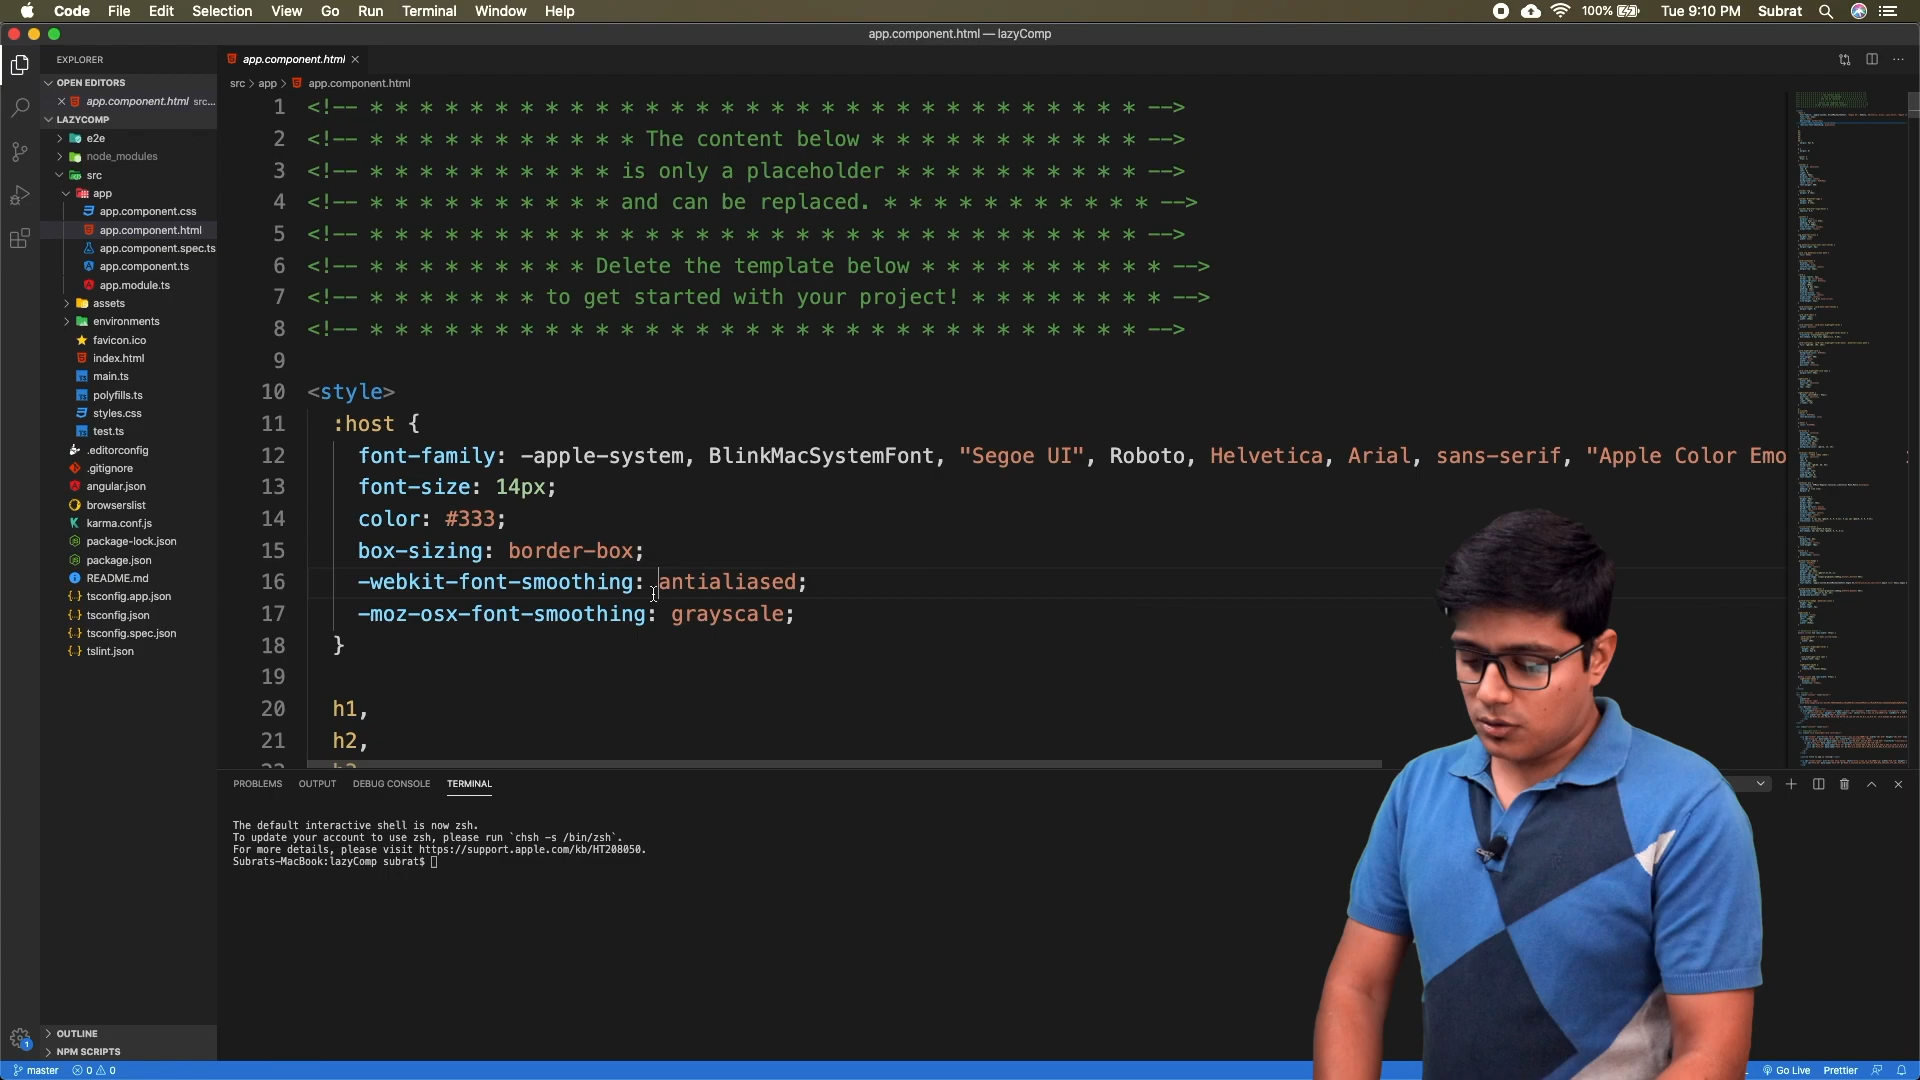 Code File Edit Selection View Go Run Terminal Window Help
100% Tue 9:10 PM Subrat
app.component.html — lazyComp
EXPLORER
OPEN EDITORS
app.component.html src...
LAZYCOMP
e2e
node_modules
src
app
app.component.css
app.component.html
app.component.spec.ts
app.component.ts
app.module.ts
assets
environments
favicon.ico
index.html
main.ts
polyfills.ts
styles.css
test.ts
.editorconfig
.gitignore
angular.json
browserslist
karma.conf.js
package-lock.json
package.json
README.md
tsconfig.app.json
tsconfig.json
tsconfig.spec.json
tslint.json
OUTLINE
NPM SCRIPTS
app.component.html
src > app > app.component.html
1 <!-- * * * * * * * * * * * * * * * * * * * * * * * * * * * * * * * -->
2 <!-- * * * * * * * * * * * The content below * * * * * * * * * * * -->
3 <!-- * * * * * * * * * * is only a placeholder * * * * * * * * * * -->
4 <!-- * * * * * * * * * * and can be replaced. * * * * * * * * * * * -->
5 <!-- * * * * * * * * * * * * * * * * * * * * * * * * * * * * * * * -->
6 <!-- * * * * * * * * * Delete the template below * * * * * * * * * * -->
7 <!-- * * * * * * * to get started with your project! * * * * * * * * -->
8 <!-- * * * * * * * * * * * * * * * * * * * * * * * * * * * * * * * -->
9
10 <style>
11 :host {
12 font-family: -apple-system, BlinkMacSystemFont, "Segoe UI", Roboto, Helvetica, Arial, sans-serif, "Apple Color Emo
13 font-size: 14px;
14 color: #333;
15 box-sizing: border-box;
16 -webkit-font-smoothing: antialiased;
17 -moz-osx-font-smoothing: grayscale;
18 }
19
20 h1,
21 h2,
PROBLEMS OUTPUT DEBUG CONSOLE TERMINAL
The default interactive shell is now zsh.
To update your account to use zsh, please run `chsh -s /bin/zsh`.
For more details, please visit https://support.apple.com/kb/HT208050.
Subrats-MacBook:lazyComp subrat$
master 0 0
Go Live Prettier
1